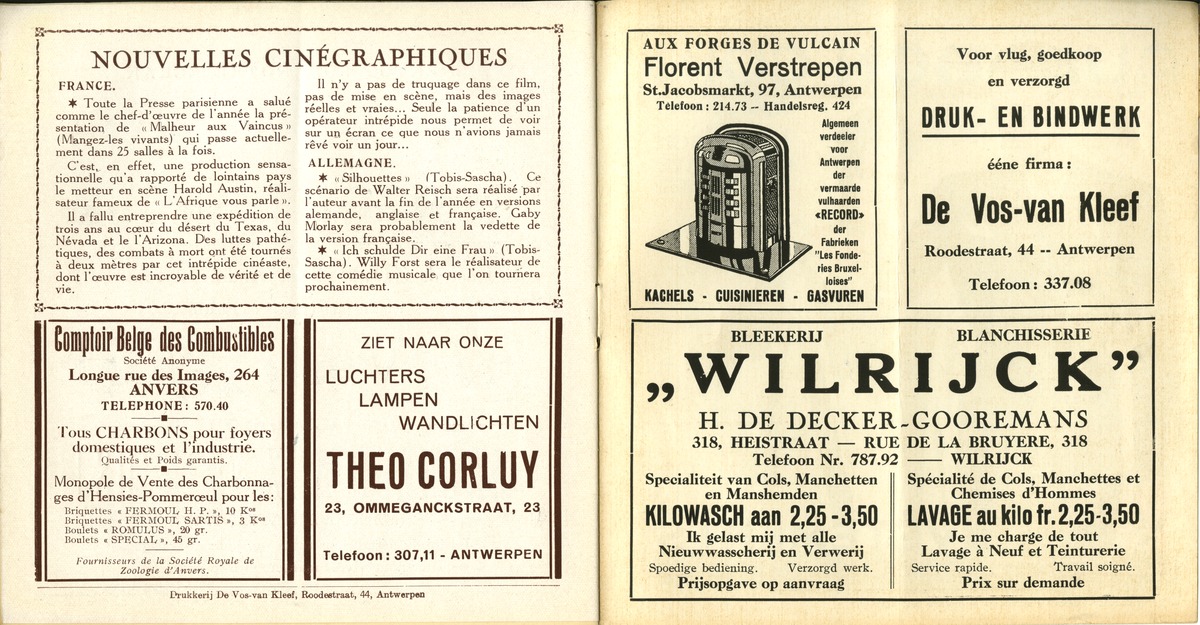 NOUVELLES CINÉGRAPHIQUES
FRANCE.
✶ Toute la Presse parisienne a salué
comme le chef-d'œuvre de l'année la pré-
sentation de « Malheur aux Vaincus »
(Mangez-les vivants) qui passe actuelle-
ment dans 25 salles à la fois.
C'est, en effet, une production sensa-
tionnelle qu'a rapporté de lointains pays
le metteur en scène Harold Austin, réali-
sateur fameux de « L'Afrique vous parle ».
Il a fallu entreprendre une expédition de
trois ans au cœur du désert du Texas, du
Névada et le l'Arizona. Des luttes pathé-
tiques, des combats à mort ont été tournés
à deux mètres par cet intrépide cinéaste,
dont l'œuvre est incroyable de vérité et de
vie.
Il n'y a pas de truquage dans ce film,
pas de mise en scène, mais des images
réelles et vraies... Seule la patience d'un
opérateur intrépide nous permet de voir
sur un écran ce que nous n'avions jamais
rêvé voir un jour...
ALLEMAGNE.
✶ « Silhouettes » (Tobis-Sascha). Ce
scénario de Walter Reisch sera réalisé par
l'auteur avant la fin de l'année en versions
alemande, anglaise et française. Gaby
Morlay sera probablement la vedette de
la version française.
✶ « Ich schulde Dir eine Frau » (Tobis-
Sascha). Willy Forst sera le réalisateur de
cette comédie musicale que l'on tournera
prochainement.
Comptoir Belge des Combustibles
Société Anonyme
Longue rue des Images, 264
ANVERS
TELEPHONE : 570.40
Tous CHARBONS pour foyers
domestiques et l'industrie.
Qualités et Poids garantis.
Monopole de Vente des Charbonna-
ges d'Hensies-Pommerœul pour les:
Briquettes « FERMOUL H. P. », 10 Kos
Briquettes « FERMOUL SARTIS », 3 Kos
Boulets « ROMULUS », 20 gr.
Boulets « SPECIAL », 45 gr.
Fournisseurs de la Société Royale de
Zoologie d'Anvers.
ZIET NAAR ONZE
LUCHTERS
LAMPEN
WANDLICHTEN
THEO CORLUY
23, OMMEGANCKSTRAAT, 23
Telefoon : 307,11 - ANTWERPEN
Drukkerij De Vos-van Kleef, Roodestraat, 44, Antwerpen
AUX FORGES DE VULCAIN
Florent Verstrepen
St.Jacobsmarkt, 97, Antwerpen
Telefoon : 214.73 -- Handelsreg. 424
Algemeen
verdeeler
voor
Antwerpen
der
vermaarde
vulhaarden
«RECORD»
der
Fabrieken
"Les Fonde-
ries Bruxel-
loises"
KACHELS - CUISINIEREN - GASVUREN
Voor vlug, goedkoop
en verzorgd
DRUK- EN BINDWERK
ééne firma :
De Vos-van Kleef
Roodestraat, 44 -- Antwerpen
Telefoon : 337.08
BLEEKERIJ BLANCHISSERIE
„WILRIJCK”
H. DE DECKER-GOOREMANS
318, HEISTRAAT — RUE DE LA BRUYERE, 318
Telefoon Nr. 787.92 — WILRIJCK
Specialiteit van Cols, Manchetten
en Manshemden
KILOWASCH aan 2,25 - 3,50
Ik gelast mij met alle
Nieuwwasscherij en Verwerij
Spoedige bediening. Verzorgd werk.
Prijsopgave op aanvraag
Spécialité de Cols, Manchettes et
Chemises d'Hommes
LAVAGE au kilo fr. 2,25-3,50
Je me charge de tout
Lavage à Neuf et Teinturerie
Service rapide. Travail soigné.
Prix sur demande